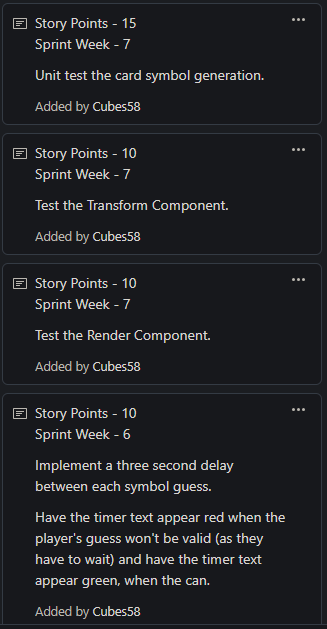 Story Points - 15
Sprint Week - 7
Unit test the card symbol generation.
Added by Cubes58
Story Points - 10
Sprint Week - 7
Test the Transform Component.
Added by Cubes58
Story Points - 10
Sprint Week - 7
Test the Render Component.
Added by Cubes58
Story Points - 10
Sprint Week - 6
Implement a three second delay
between each symbol guess.
Have the timer text appear red when the
player's guess won't be valid (as they
have to wait) and have the timer text
appear green, when the can.
Added by Cubes58